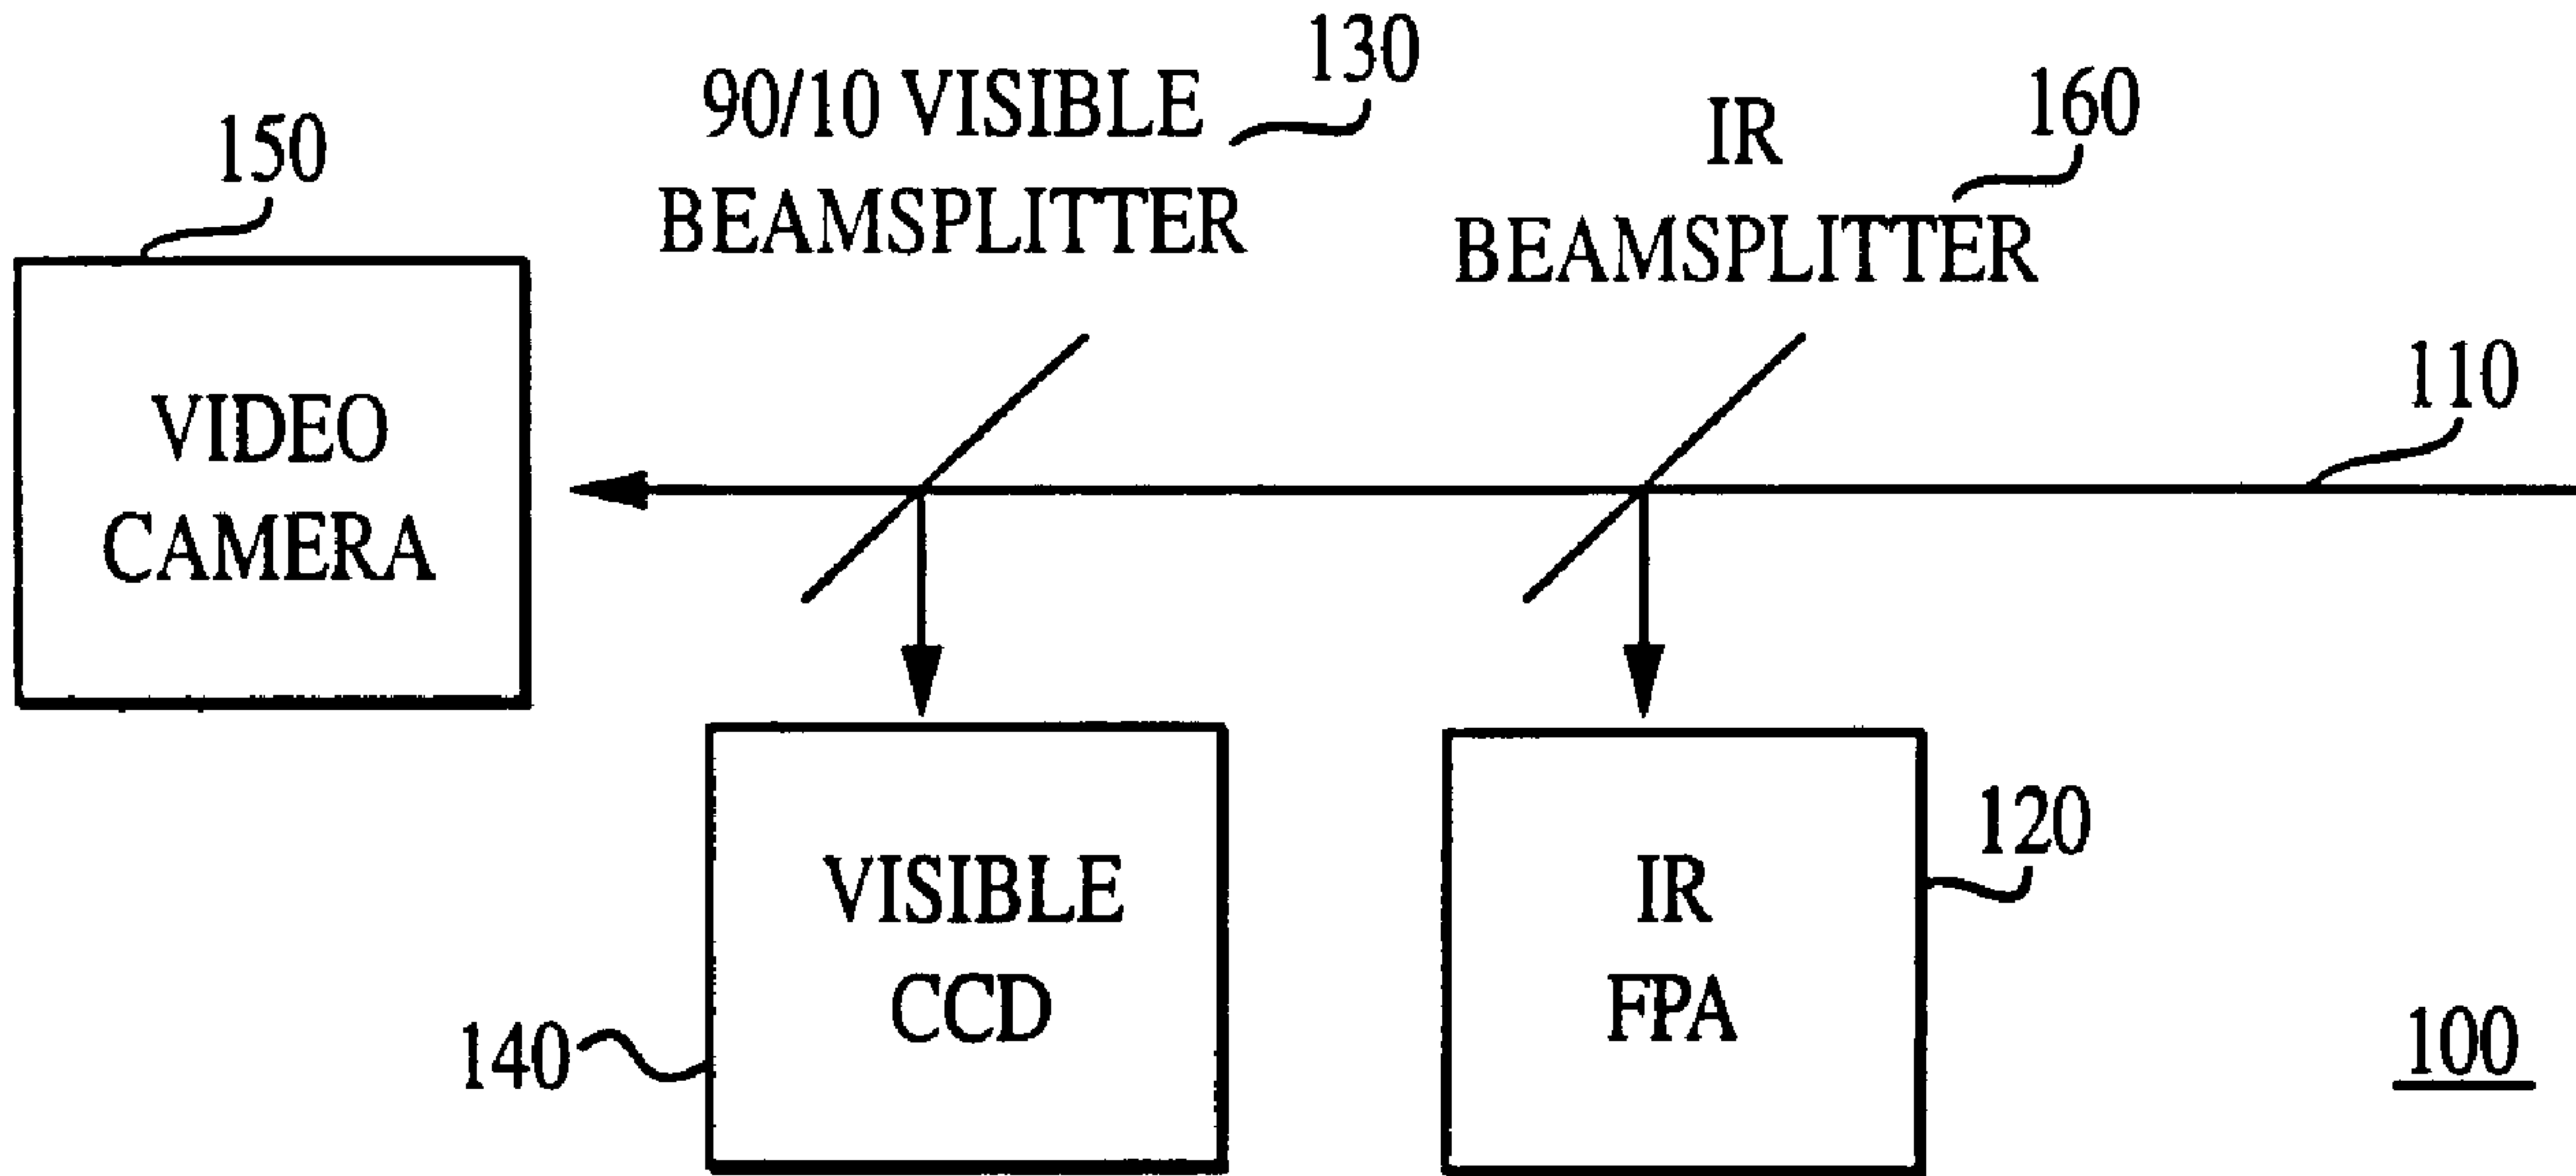 130
90/10 VISIBLE
BEAMSPLITTER
160
IR
BEAMSPLITTER
150
VIDEO
CAMERA
110
VISIBLE
CCD
140
IR
FPA
120
100